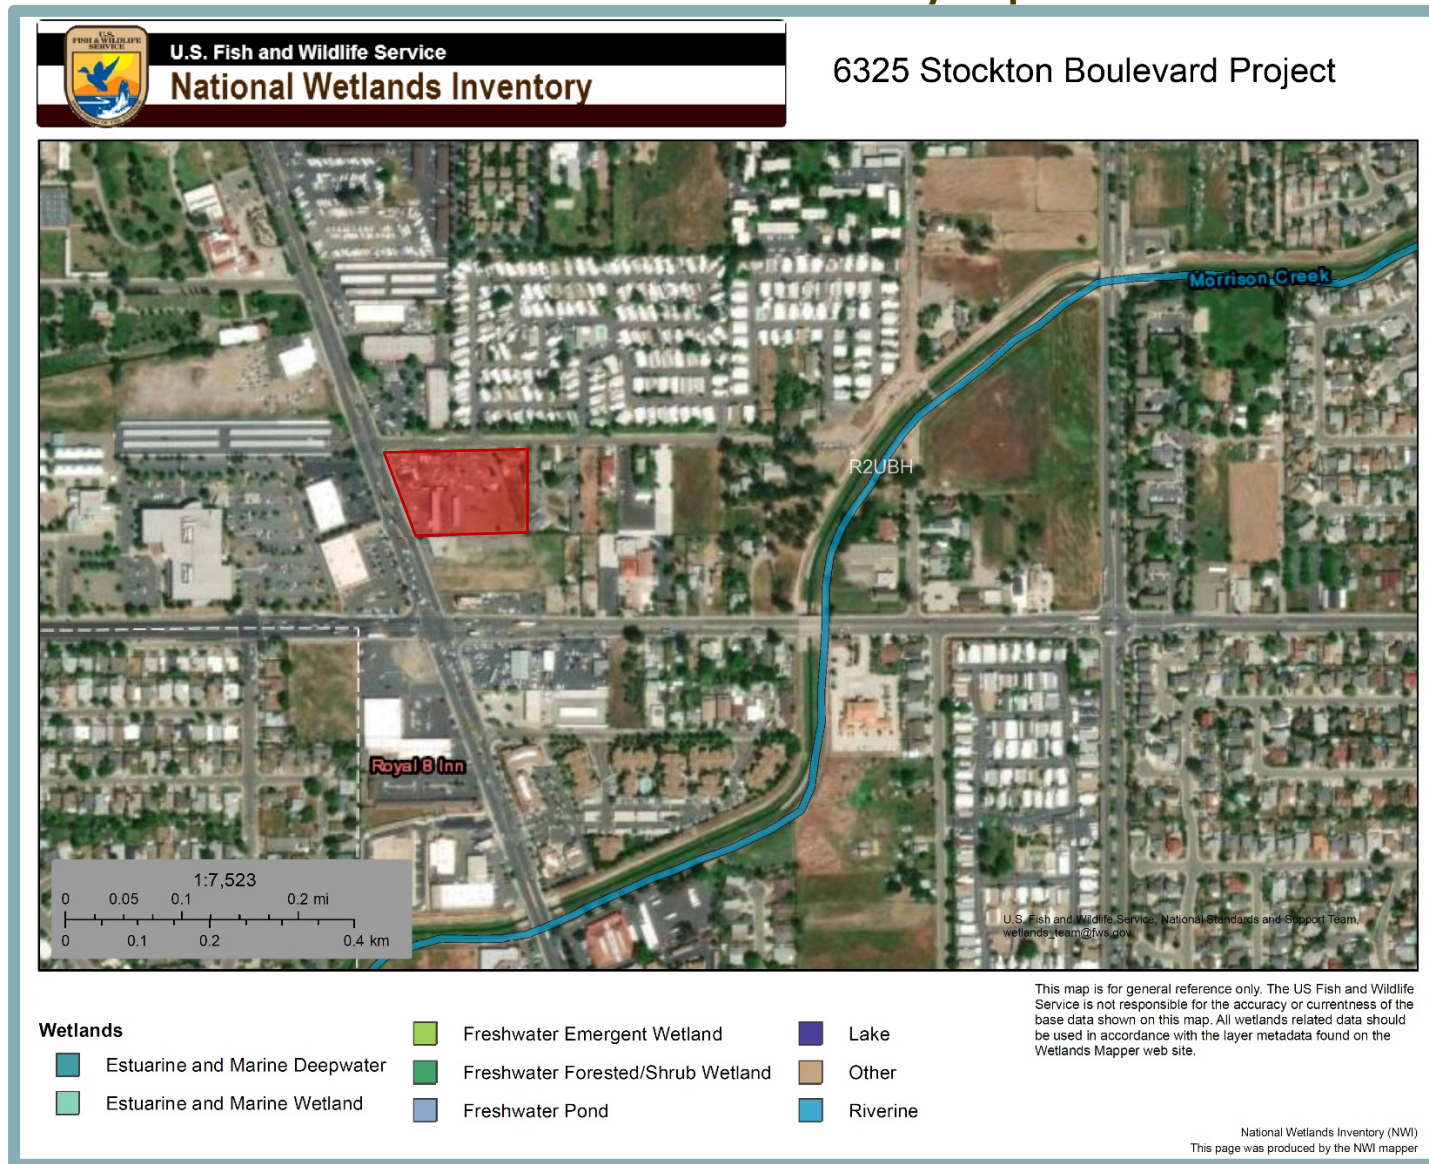 U.S.
FISH & WILDLIFE
SERVICE
U.S. Fish and Wildlife Service
National Wetlands Inventory
6325 Stockton Boulevard Project
Morrison Creek
R2UBH
Royal 8 Inn
1:7,523
0 0.05 0.1 0.2 mi
0 0.1 0.2 0.4 km
U.S. Fish and Wildlife Service, National Standards and Support Team,
wetlands_team@fws.gov
This map is for general reference only. The US Fish and Wildlife
Service is not responsible for the accuracy or currentness of the
base data shown on this map. All wetlands related data should
be used in accordance with the layer metadata found on the
Wetlands Mapper web site.
Wetlands
Estuarine and Marine Deepwater
Estuarine and Marine Wetland
Freshwater Emergent Wetland
Freshwater Forested/Shrub Wetland
Freshwater Pond
Lake
Other
Riverine
National Wetlands Inventory (NWI)
This page was produced by the NWI mapper